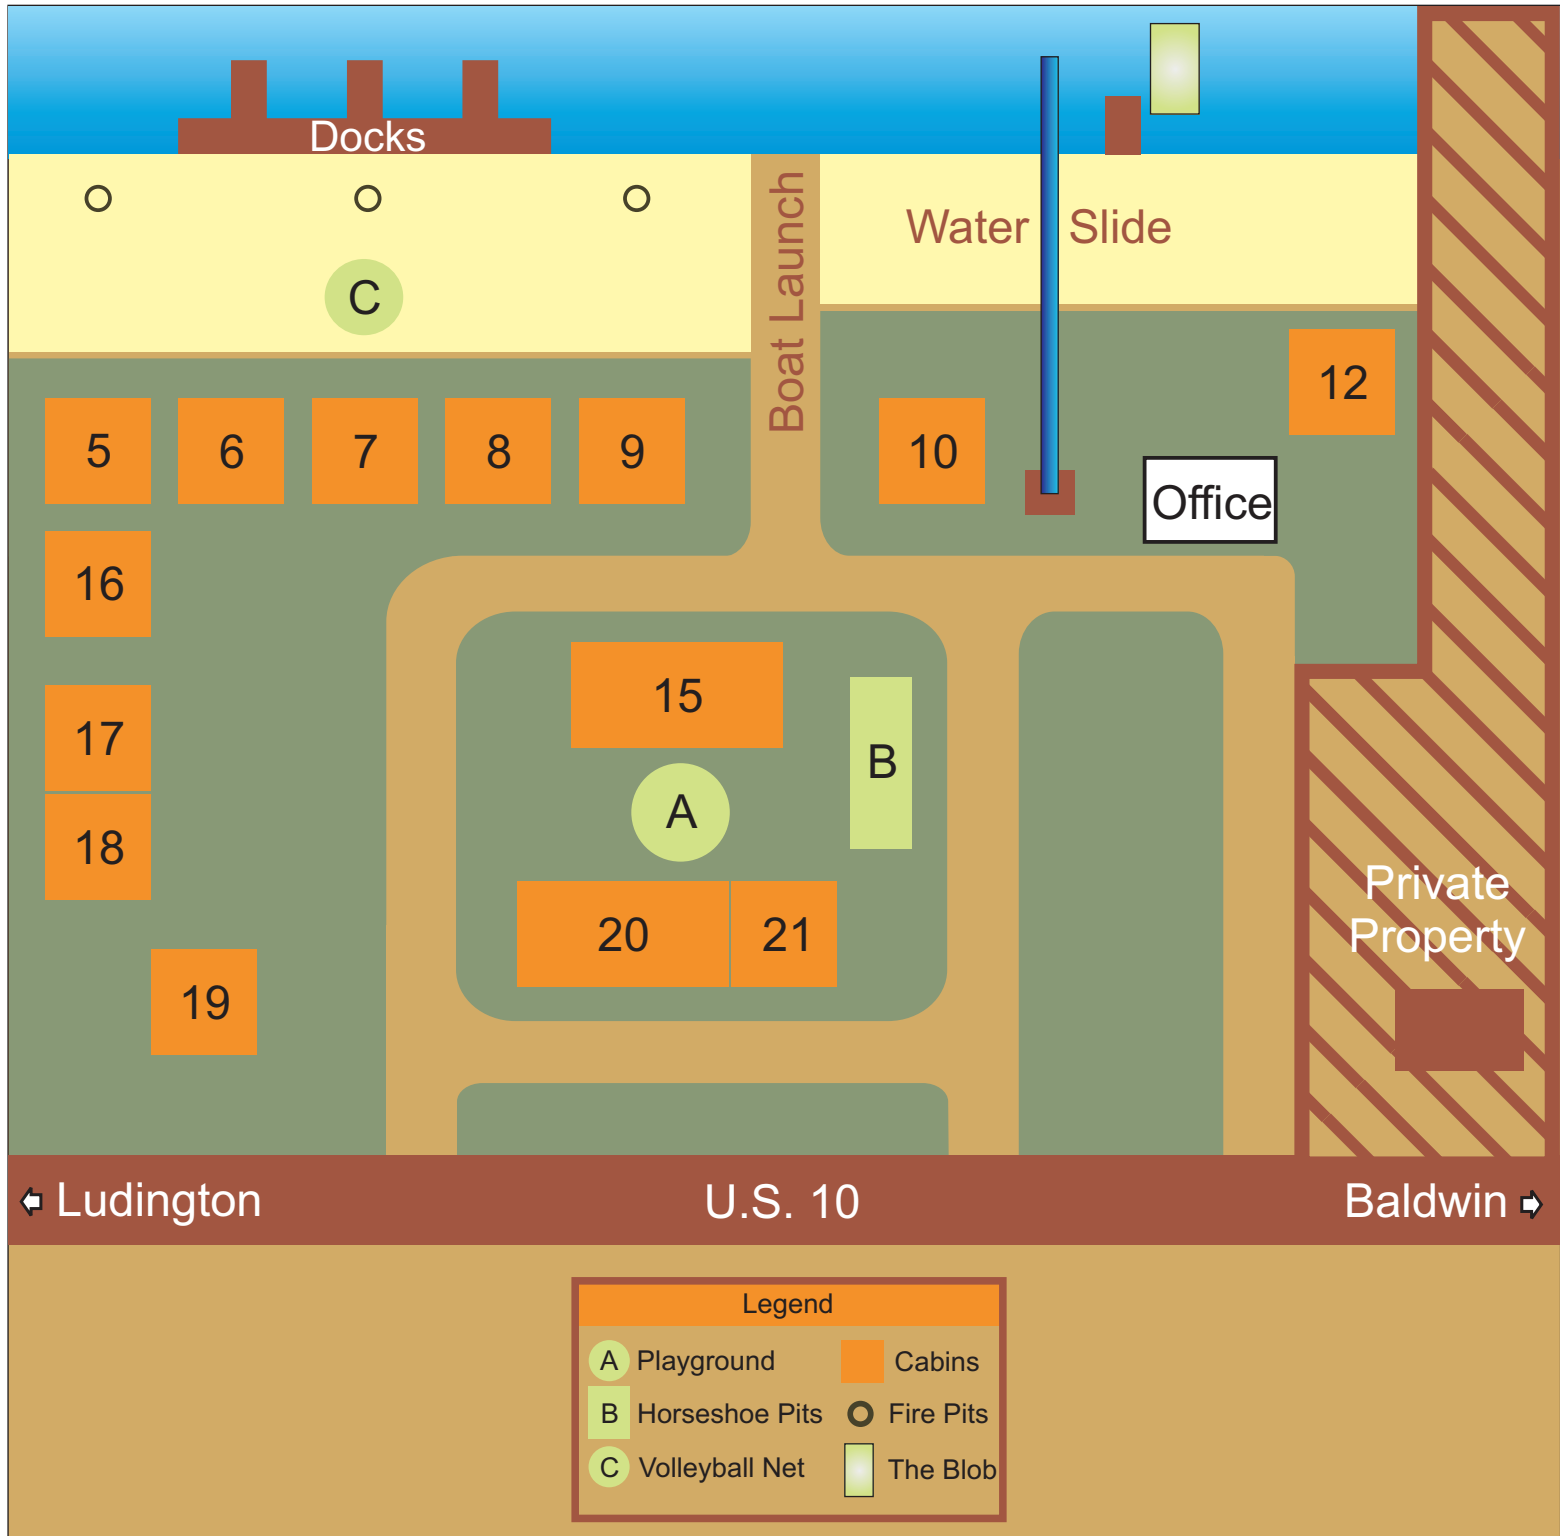 Docks
Boat Launch
Water Slide
C
12
5 6 7 8 9 10
Office
16
15
17
B
A
18
20 21
19
Private
Property
Ludington U.S. 10 Baldwin
Legend
A Playground Cabins
B Horseshoe Pits Fire Pits
C Volleyball Net The Blob